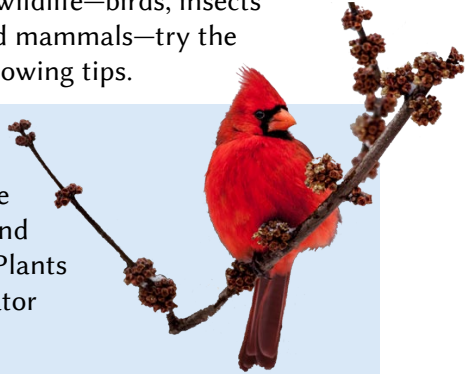 wildlife—birds, insects
d mammals—try the
owing tips.
e
nd
Plants
ator